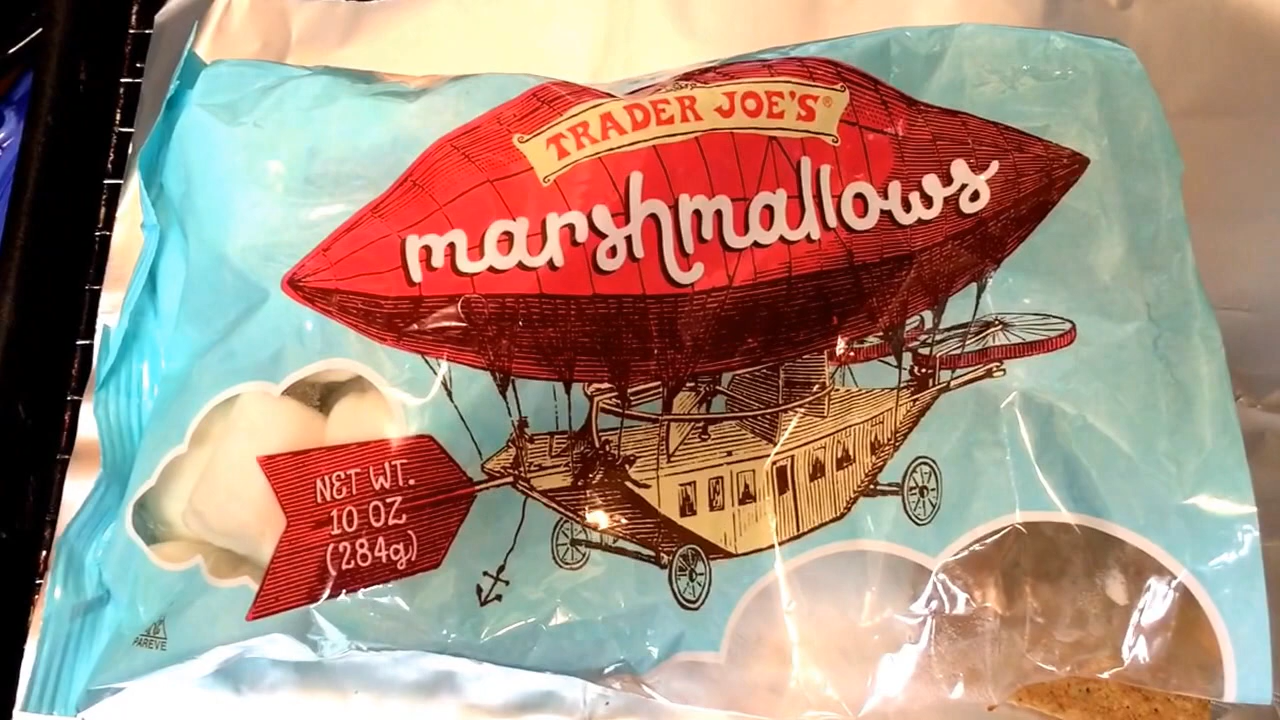 TRADER JOE'S®
marshmallows
NET WT.
10 OZ
(284g)
PAREVE